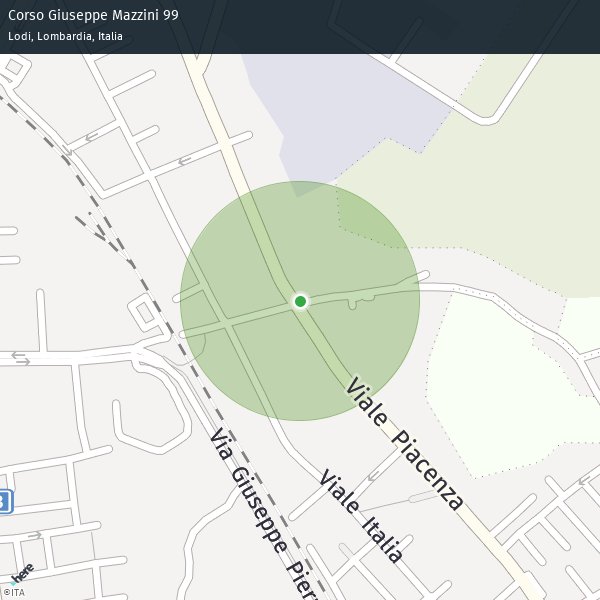 Corso Giuseppe Mazzini 99
Lodi, Lombardia, Italia
Viale Piacenza
Viale Italia
Via Giuseppe Pier
here
©ITA